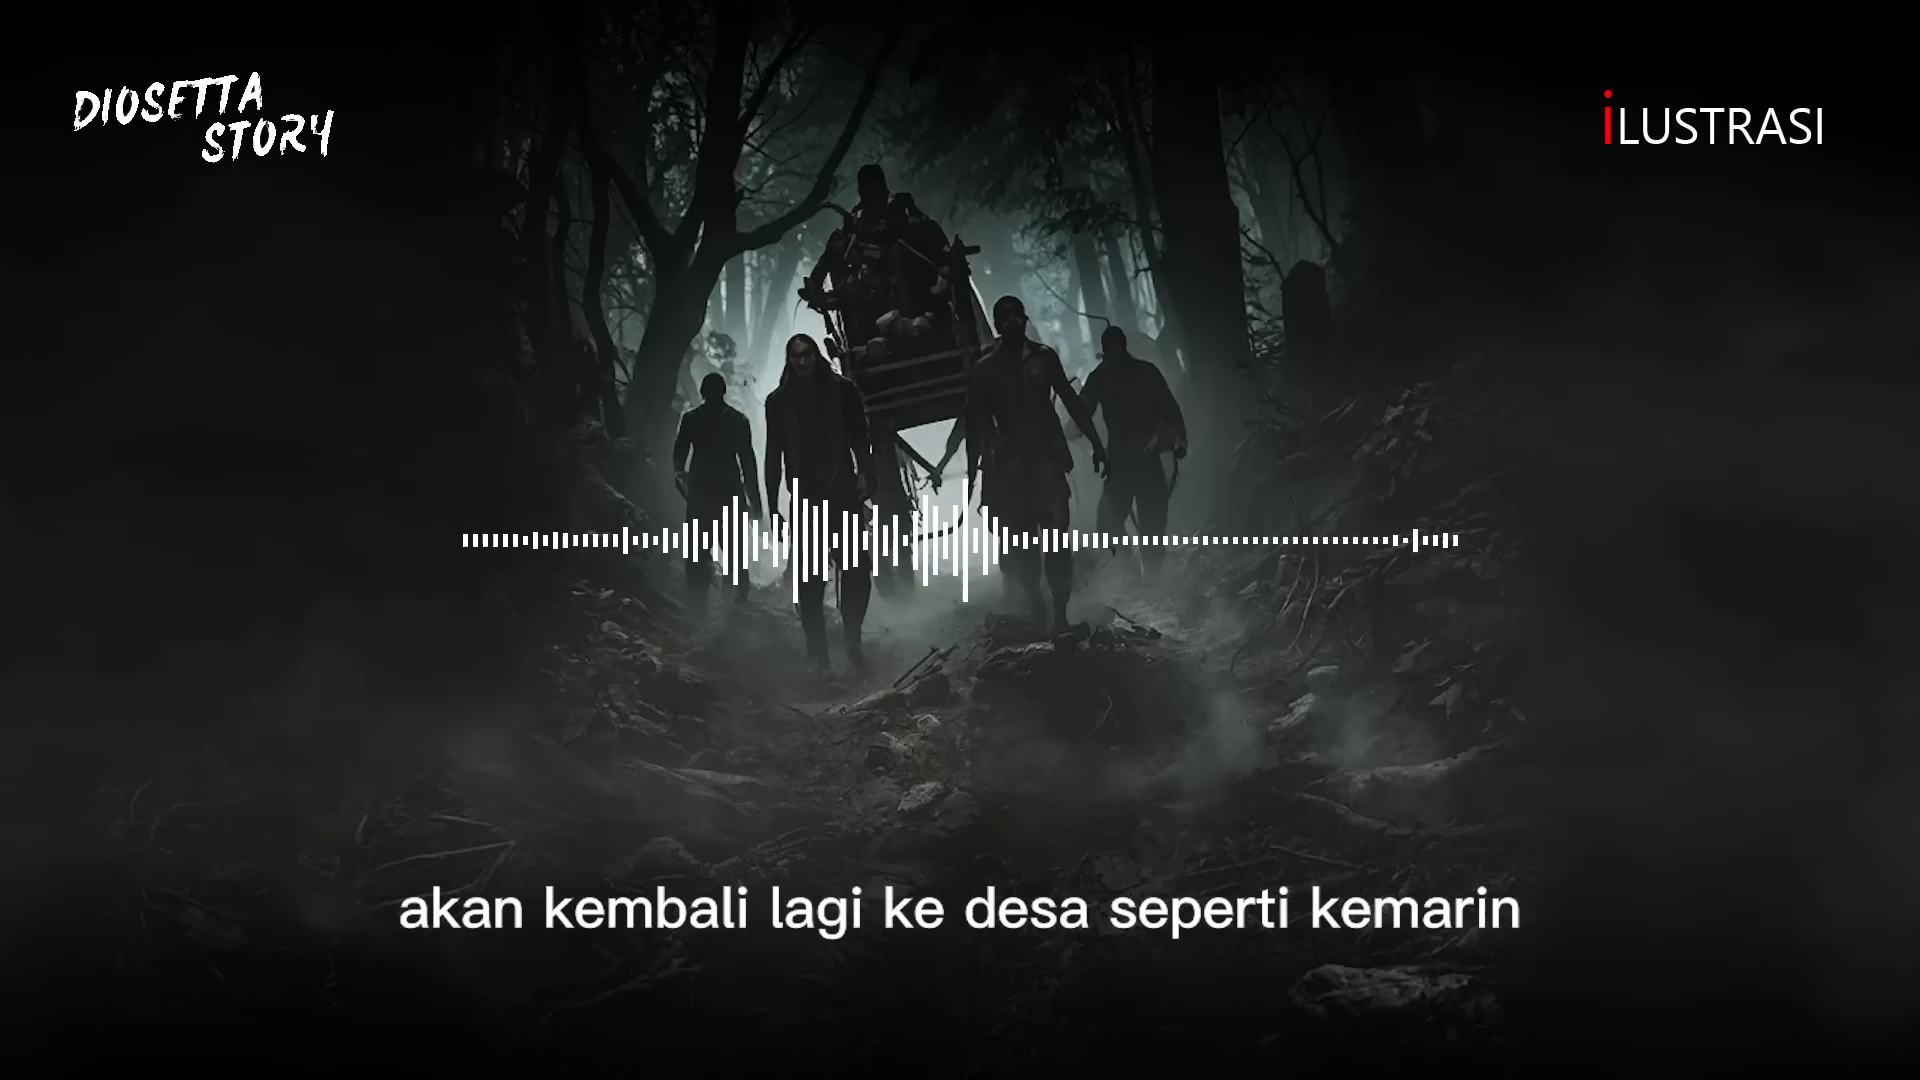 DIOSETTA
STORY
iLUSTRASI
akan kembali lagi ke desa seperti kemarin